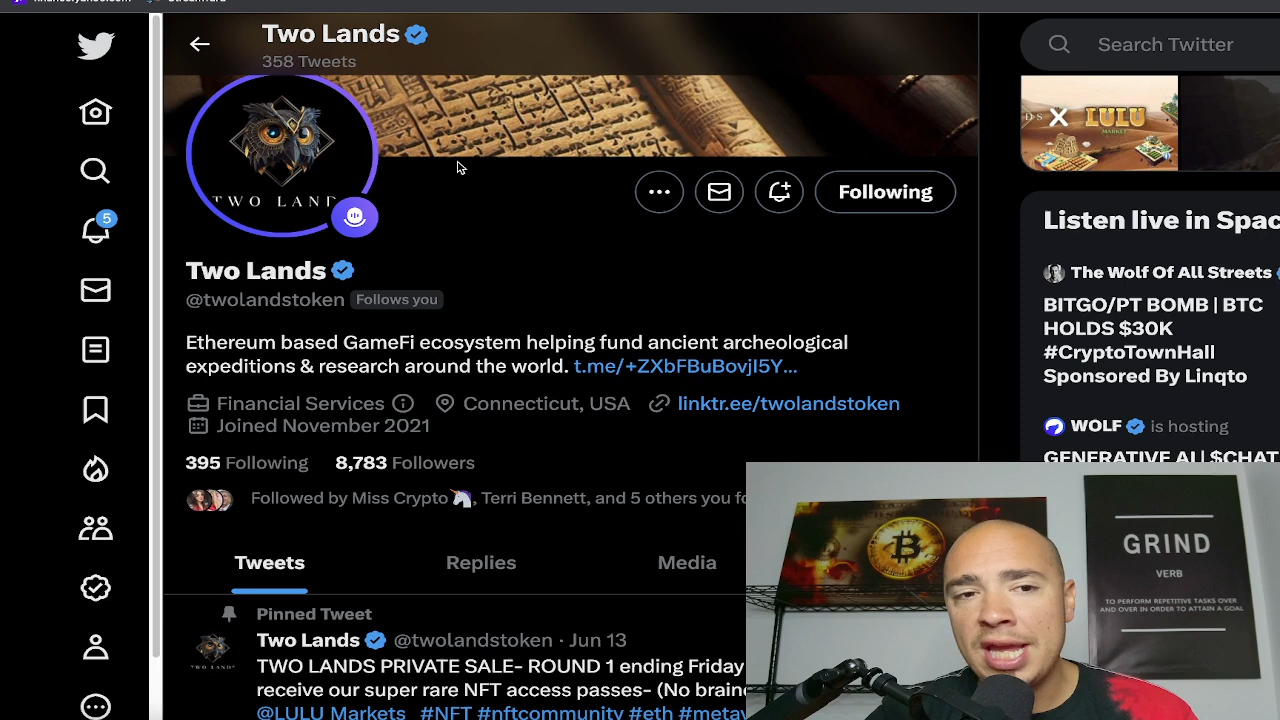 Two Lands
358 Tweets
Search Twitter
LULU
MARKET
X
DS
TWO LAND
Following
Two Lands
@twolandstoken Follows you
Ethereum based GameFi ecosystem helping fund ancient archeological
expeditions & research around the world. t.me/+ZXbFBuBovjI5Y...
Financial Services
Connecticut, USA
linktr.ee/twolandstoken
Joined November 2021
395 Following 8,783 Followers
Followed by Miss Crypto 🦄, Terri Bennett, and 5 others you fo
Tweets Replies Media
Pinned Tweet
Two Lands @twolandstoken · Jun 13
TWO LANDS PRIVATE SALE- ROUND 1 ending Friday
receive our super rare NFT access passes- (No brain
@LULU_Markets #NFT #nftcommunity #eth #metav
5
Listen live in Spac
The Wolf Of All Streets
BITGO/PT BOMB | BTC
HOLDS $30K
#CryptoTownHall
Sponsored By Linqto
WOLF is hosting
GENERATIVE AI | $CHAT
GRIND
VERB
TO PERFORM REPETITIVE TASKS OVER
AND OVER IN ORDER TO ATTAIN A GOAL